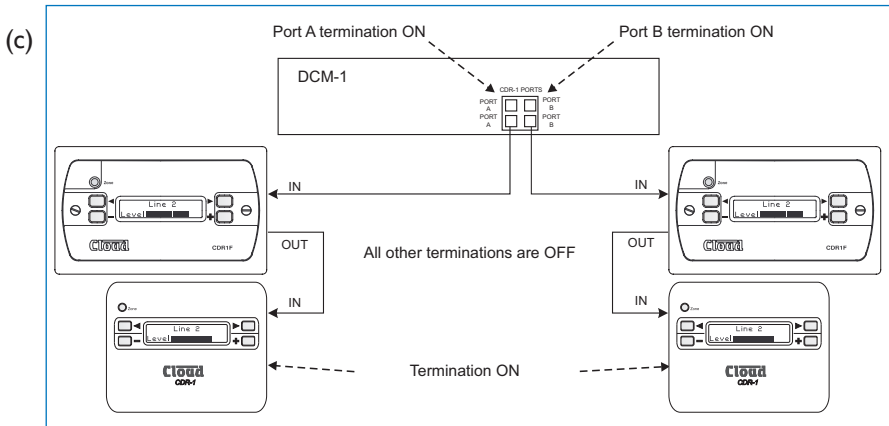 (c)
Port A termination ON
Port B termination ON
DCM-1
CDR-1 PORTS
PORT A
PORT B
PORT A
PORT B
Zone
Line 2
Level
Cloud
CDR1F
IN
IN
Zone
Line 2
Level
Cloud
CDR1F
OUT
All other terminations are OFF
OUT
IN
IN
Zone
Line 2
Level
Cloud
CDR-1
Termination ON
Zone
Line 2
Level
Cloud
CDR-1